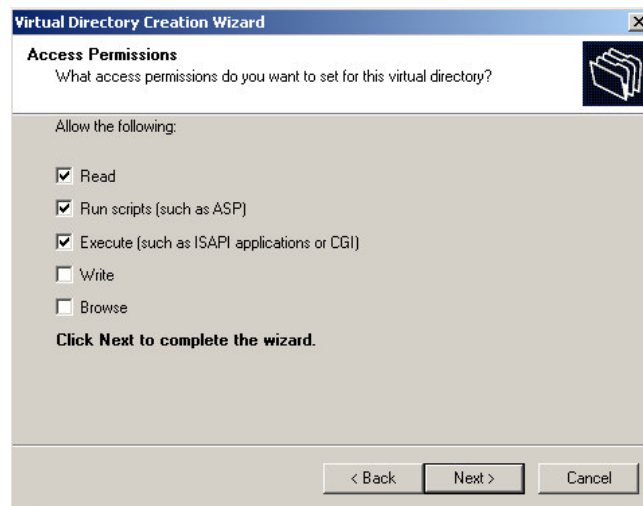 Virtual Directory Creation Wizard
Access Permissions
What access permissions do you want to set for this virtual directory?
Allow the following:
Read
Run scripts (such as ASP)
Execute (such as ISAPI applications or CGI)
Write
Browse
Click Next to complete the wizard.
< Back Next > Cancel